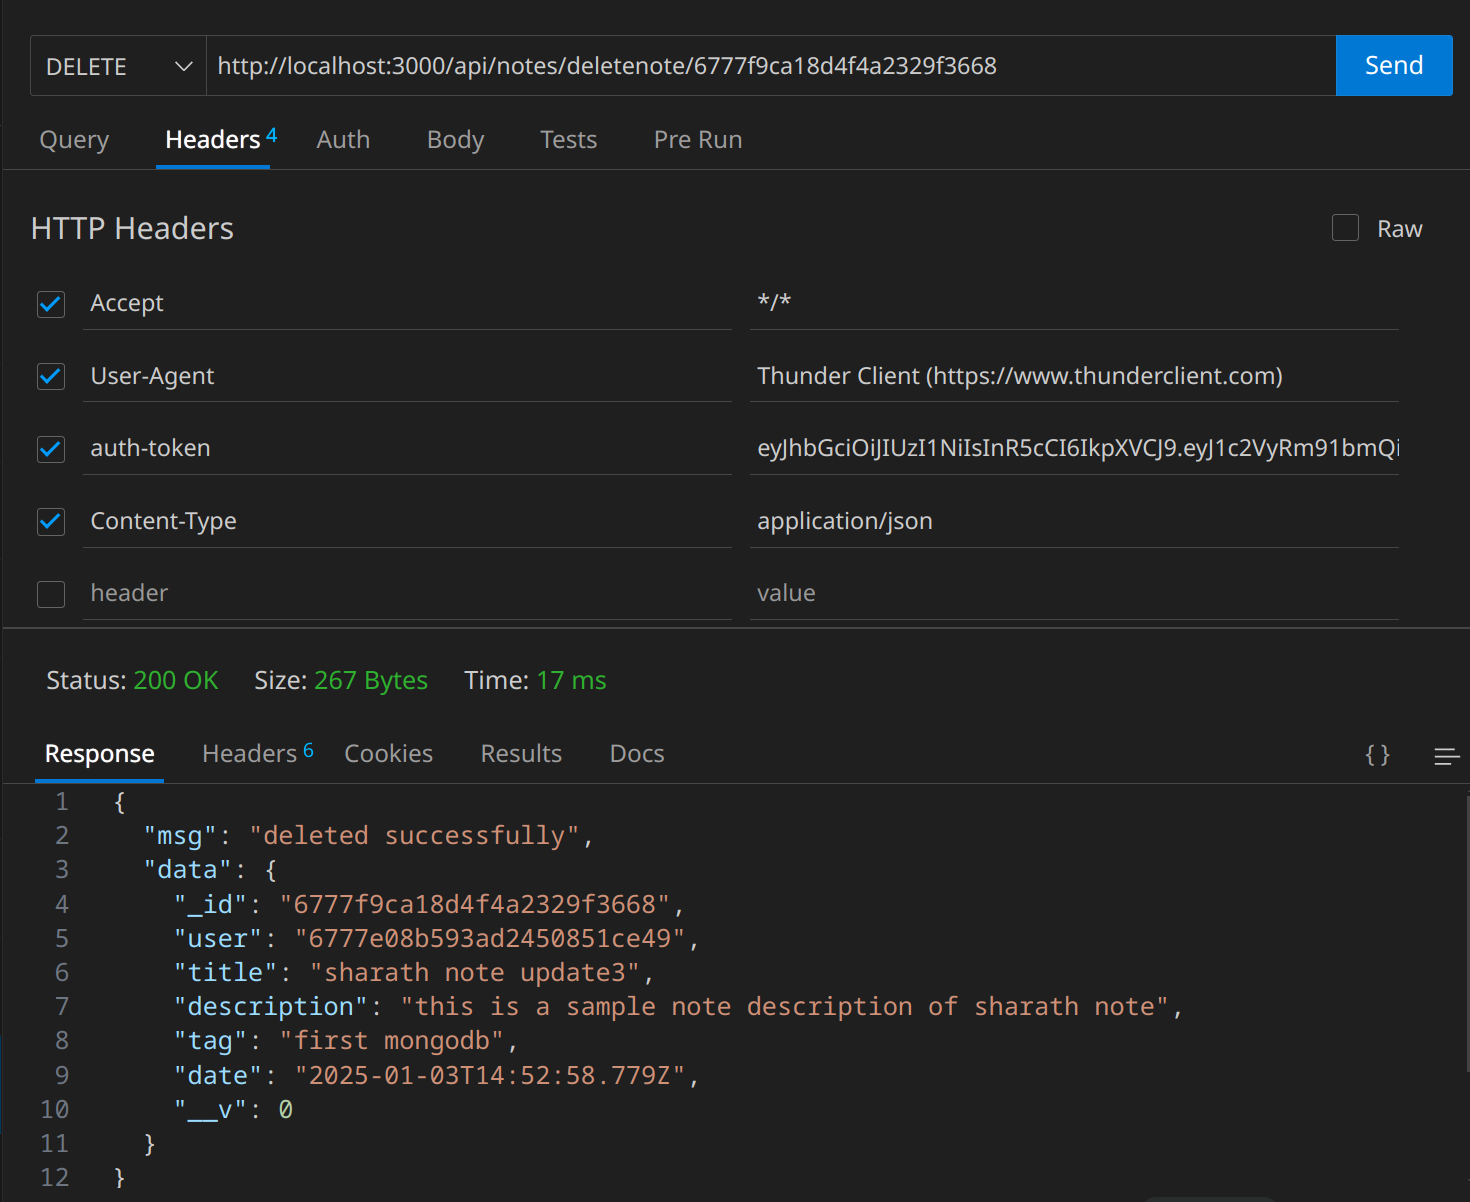 DELETE http://localhost:3000/api/notes/deletenote/6777f9ca18d4f4a2329f3668 Send
Query Headers 4 Auth Body Tests Pre Run
HTTP Headers Raw
Accept */*
User-Agent Thunder Client (https://www.thunderclient.com)
auth-token eyJhbGciOiJIUzI1NiIsInR5cCI6IkpXVCJ9.eyJ1c2VyRm91bmQi
Content-Type application/json
header value
Status: 200 OK Size: 267 Bytes Time: 17 ms
Response Headers 6 Cookies Results Docs { }
1 {
2 "msg": "deleted successfully",
3 "data": {
4 "_id": "6777f9ca18d4f4a2329f3668",
5 "user": "6777e08b593ad2450851ce49",
6 "title": "sharath note update3",
7 "description": "this is a sample note description of sharath note",
8 "tag": "first mongodb",
9 "date": "2025-01-03T14:52:58.779Z",
10 "__v": 0
11 }
12 }